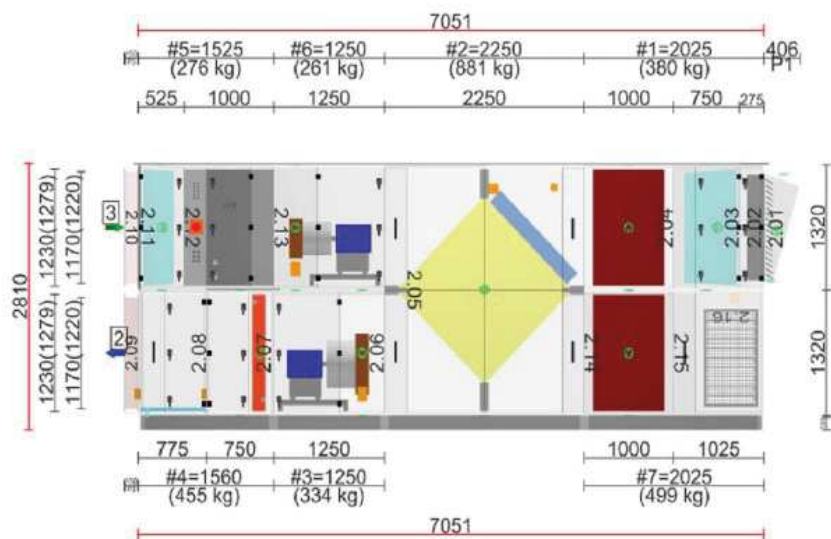 7051
#5=1525 #6=1250 #2=2250 #1=2025 406
(276 kg) (261 kg) (881 kg) (380 kg) P1
525 1000 1250 2250 1000 750 275
2810
1230(1279) 1170(1220)
3
2.10 2.11 2.12 2.13 2.04 2.03 2.02 2.01
1320
2.05
1230(1279) 1170(1220)
2
2.09 2.08 2.07 2.06 2.14 2.15 2.16
1320
775 750 1250 1000 1025
#4=1560 #3=1250 #7=2025
(455 kg) (334 kg) (499 kg)
7051